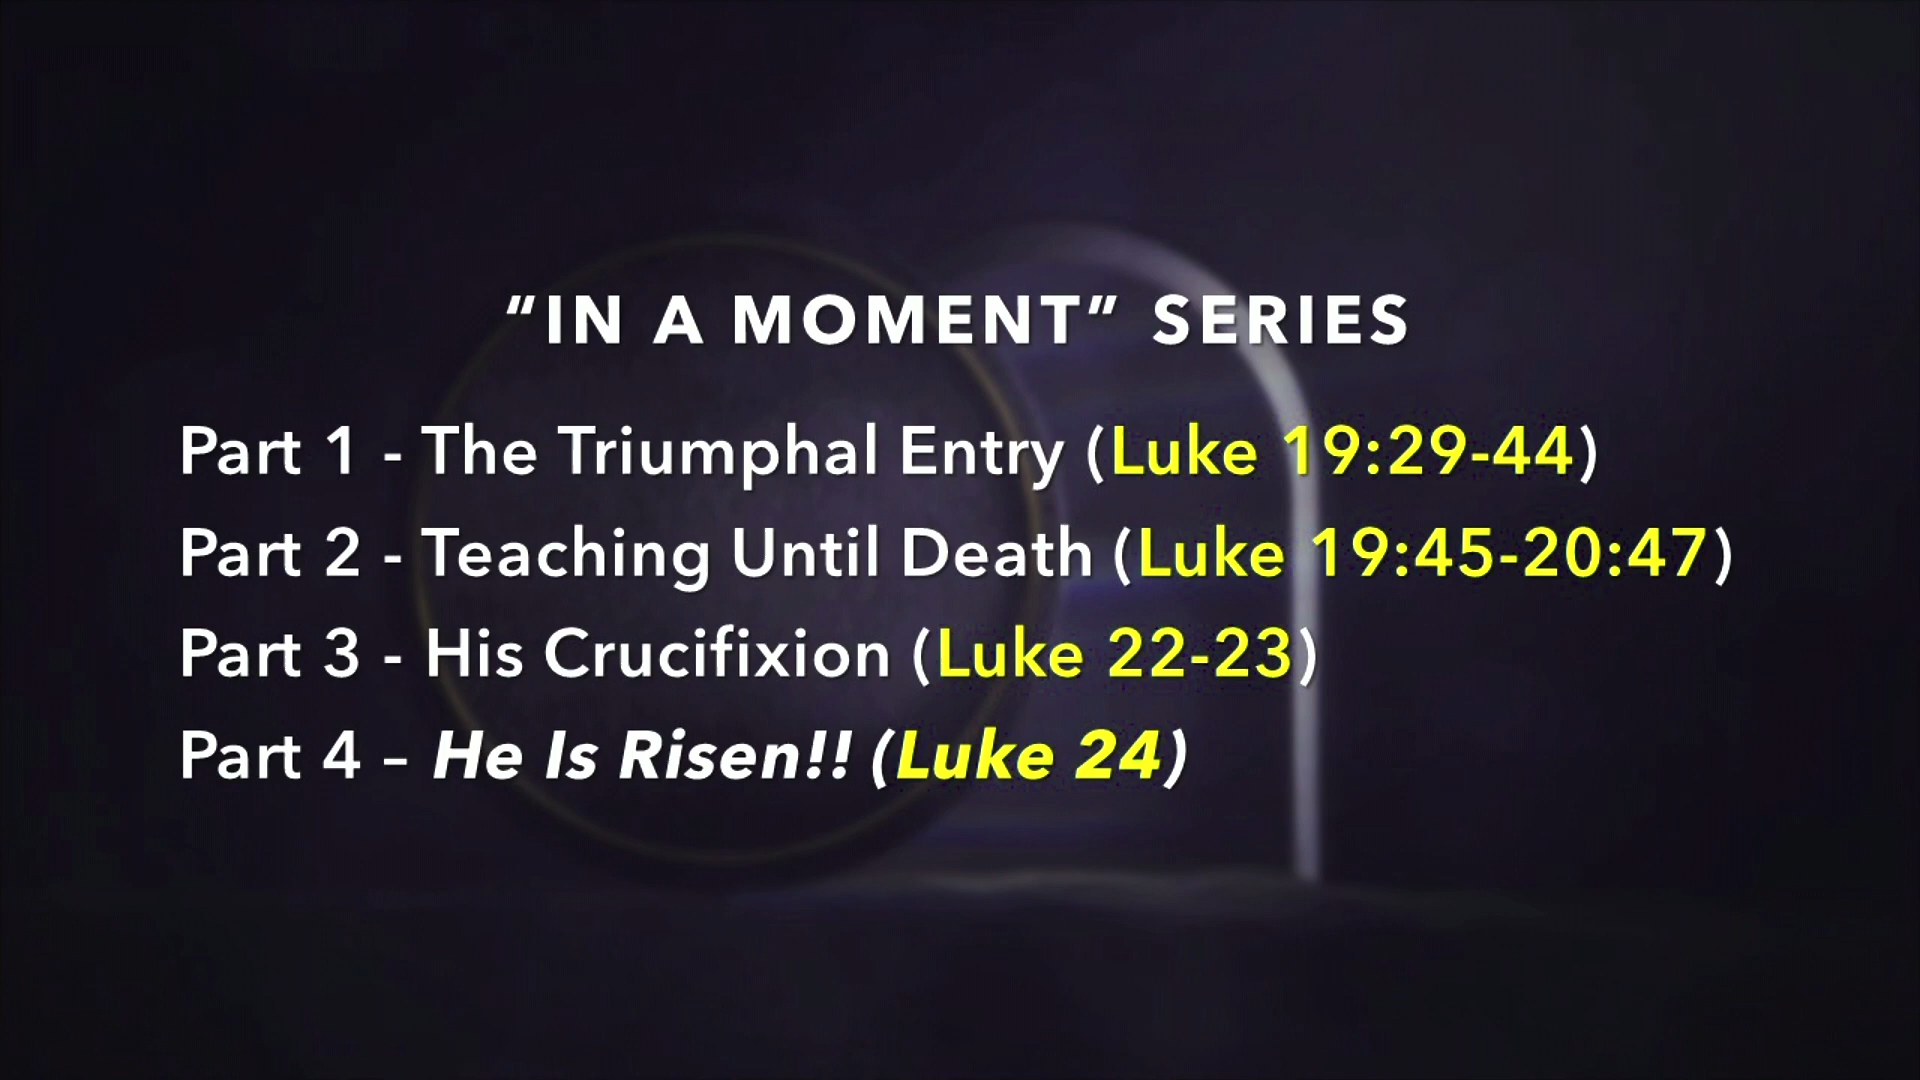 “IN A MOMENT” SERIES
Part 1 - The Triumphal Entry (Luke 19:29-44)
Part 2 - Teaching Until Death (Luke 19:45-20:47)
Part 3 - His Crucifixion (Luke 22-23)
Part 4 – He Is Risen!! (Luke 24)